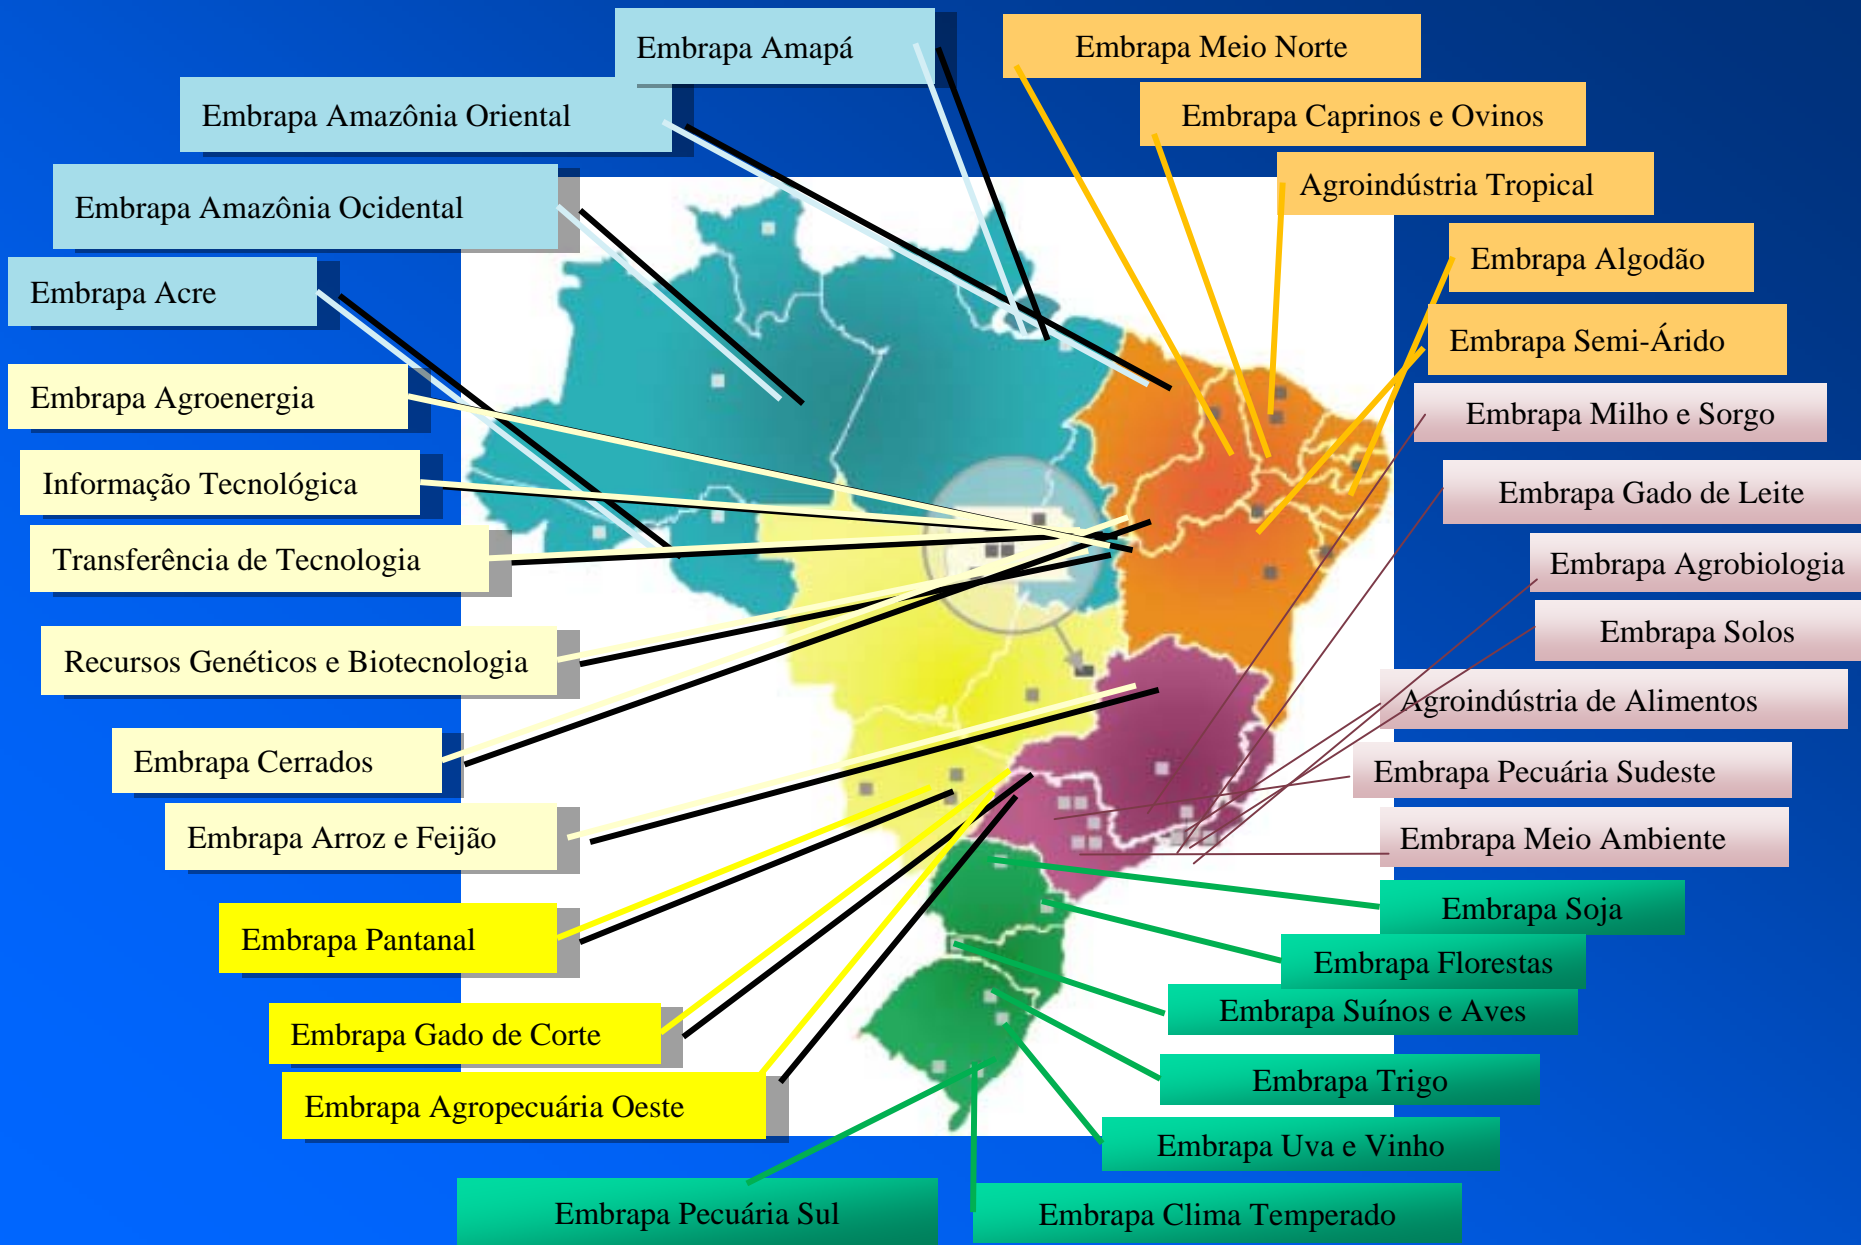 Embrapa Amapá
Embrapa Meio Norte
Embrapa Amazônia Oriental
Embrapa Caprinos e Ovinos
Embrapa Amazônia Ocidental
Agroindústria Tropical
Embrapa Acre
Embrapa Algodão
Embrapa Semi-Árido
Embrapa Agroenergia
Embrapa Milho e Sorgo
Informação Tecnológica
Embrapa Gado de Leite
Transferência de Tecnologia
Embrapa Agrobiologia
Recursos Genéticos e Biotecnologia
Embrapa Solos
Agroindústria de Alimentos
Embrapa Cerrados
Embrapa Pecuária Sudeste
Embrapa Arroz e Feijão
Embrapa Meio Ambiente
Embrapa Soja
Embrapa Pantanal
Embrapa Florestas
Embrapa Suínos e Aves
Embrapa Gado de Corte
Embrapa Trigo
Embrapa Agropecuária Oeste
Embrapa Uva e Vinho
Embrapa Pecuária Sul
Embrapa Clima Temperado